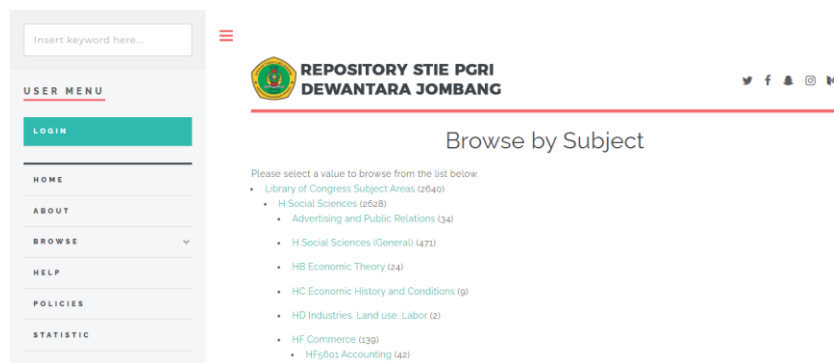 Insert keyword here...
USER MENU
LOGIN
HOME
ABOUT
BROWSE
HELP
POLICIES
STATISTIC
REPOSITORY STIE PGRI
DEWANTARA JOMBANG
Browse by Subject
Please select a value to browse from the list below.
Library of Congress Subject Areas (2640)
H Social Sciences (2628)
Advertising and Public Relations (34)
H Social Sciences (General) (471)
HB Economic Theory (24)
HC Economic History and Conditions (9)
HD Industries. Land use. Labor (2)
HF Commerce (139)
HF5601 Accounting (42)